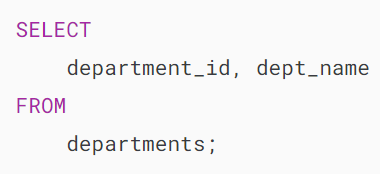 SELECT
    department_id, dept_name
FROM
    departments;